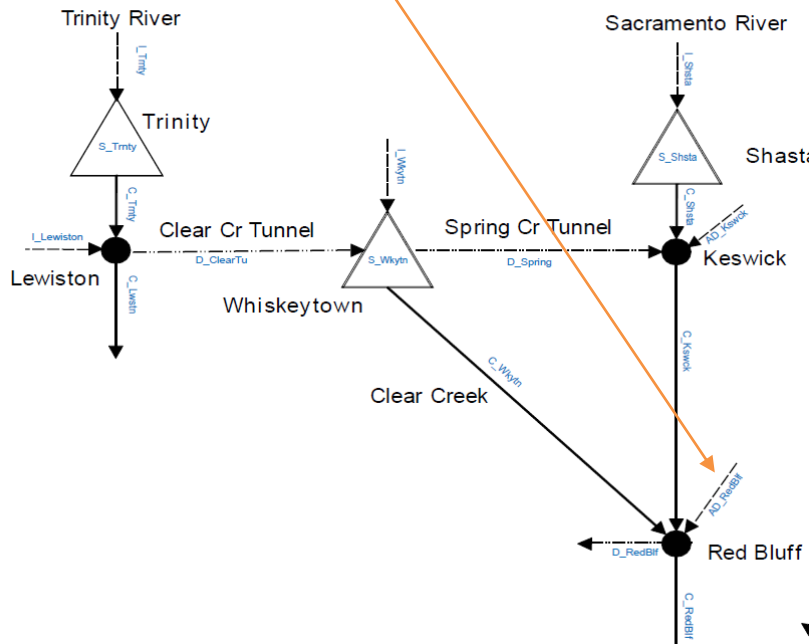 Trinity River
Sacramento River
I_Trnty
I_Shsta
Trinity
S_Trnty
S_Shsta
Shasta
I_Wkytn
C_Trnty
C_Shsta
AD_Kswck
Clear Cr Tunnel
Spring Cr Tunnel
I_Lewiston
D_ClearTu
S_Wkytn
D_Spring
Lewiston
Keswick
C_Lwstn
Whiskeytown
C_Kswck
C_Wkytn
Clear Creek
AD_RedBlf
D_RedBlf
Red Bluff
C_RedBlf